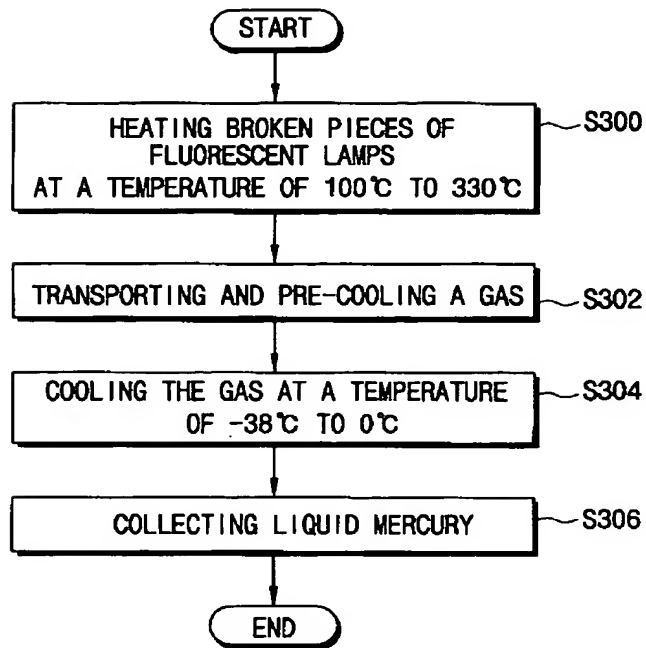 START
HEATING BROKEN PIECES OF
FLUORESCENT LAMPS
AT A TEMPERATURE OF 100℃ TO 330℃
S300
TRANSPORTING AND PRE-COOLING A GAS
S302
COOLING THE GAS AT A TEMPERATURE
OF -38℃ TO 0℃
S304
COLLECTING LIQUID MERCURY
S306
END